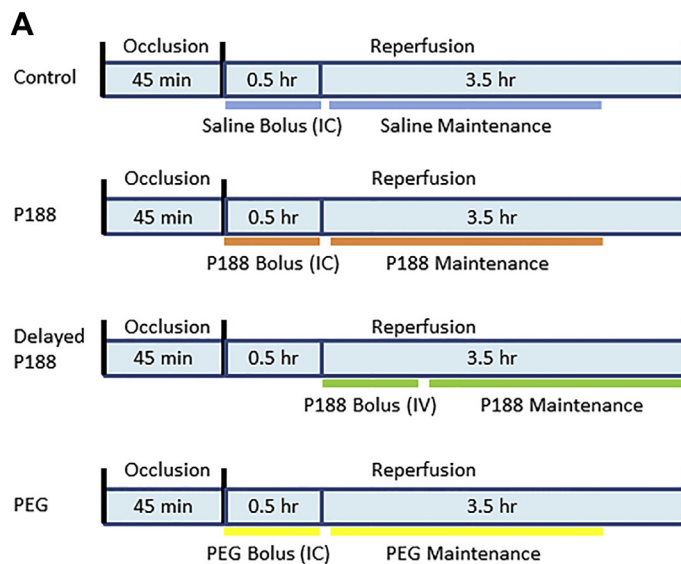 A
Occlusion Reperfusion
Control 45 min 0.5 hr 3.5 hr
Saline Bolus (IC) Saline Maintenance
Occlusion Reperfusion
P188 45 min 0.5 hr 3.5 hr
P188 Bolus (IC) P188 Maintenance
Occlusion Reperfusion
Delayed
P188 45 min 0.5 hr 3.5 hr
P188 Bolus (IV) P188 Maintenance
Occlusion Reperfusion
PEG 45 min 0.5 hr 3.5 hr
PEG Bolus (IC) PEG Maintenance